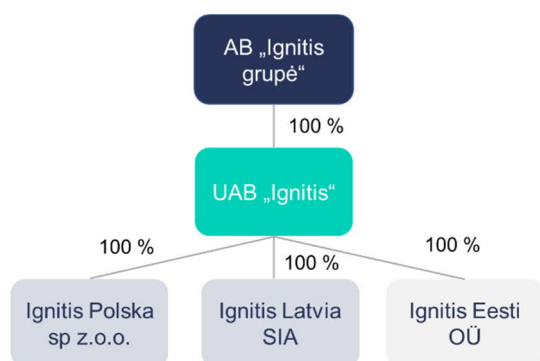 AB „Ignitis
grupė“
100 %
UAB „Ignitis“
100 %
100 %
100 %
Ignitis Polska
sp z.o.o.
Ignitis Latvia
SIA
Ignitis Eesti
OÜ